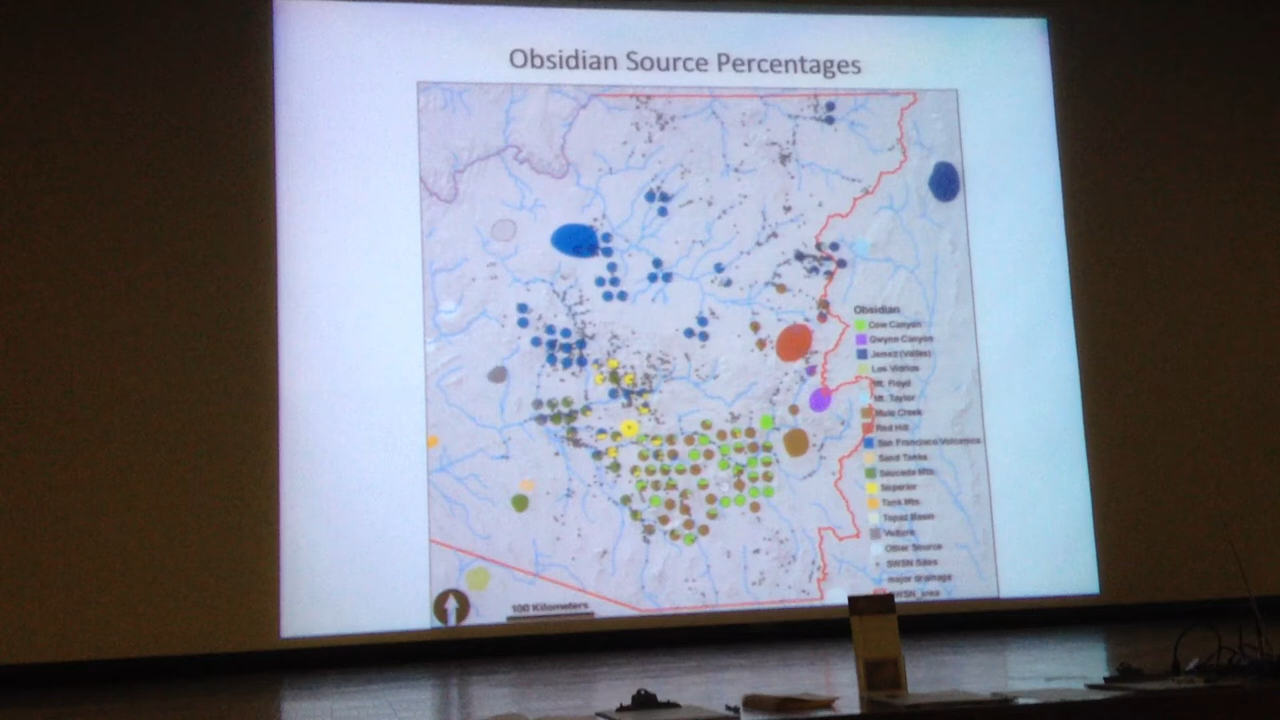 Obsidian Source Percentages
Obsidian
Cow Canyon
Gwynn Canyon
Jemez (Valles)
Los Vidrios
Mt. Floyd
Mt. Taylor
Mule Creek
Red Hill
San Francisco Volcanics
Sand Tanks
Sauceda Mts.
Superior
Tank Mts.
Topaz Basin
Vulture
Other Source
SWSN Sites
major drainage
SWSN_area
100 Kilometers